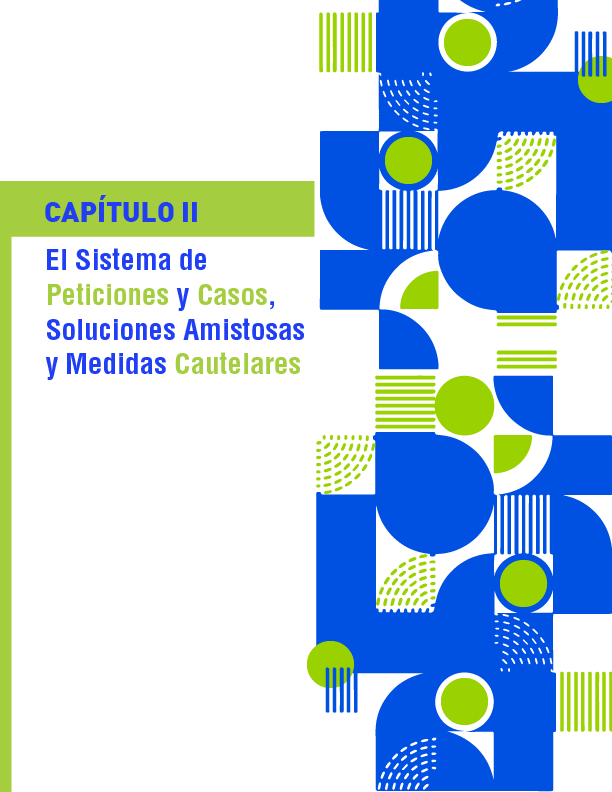 CAPÍTULO II
El Sistema de
Peticiones y Casos,
Soluciones Amistosas
y Medidas Cautelares